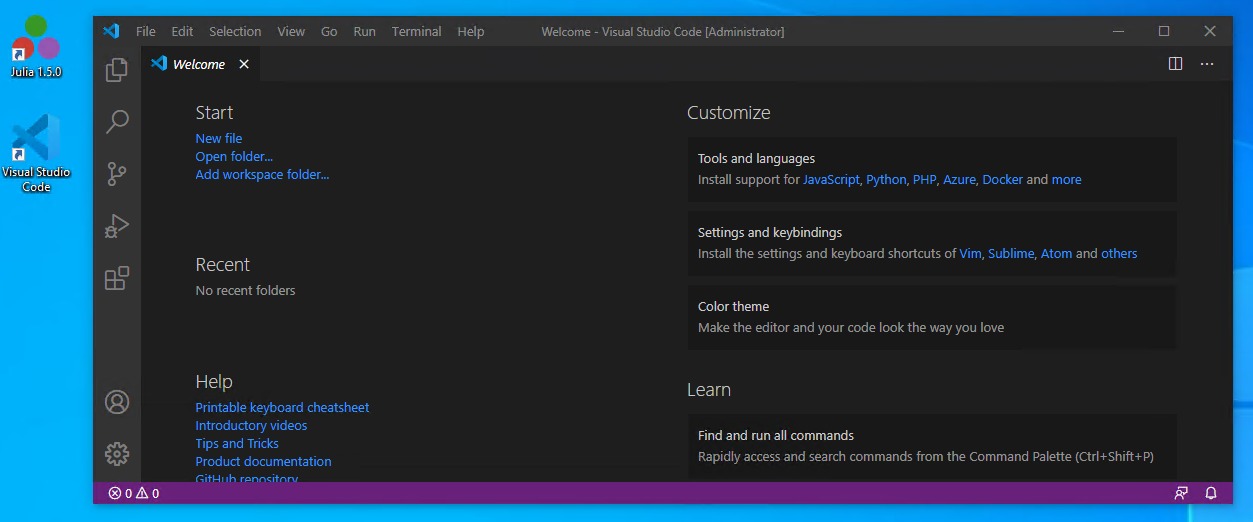 Julia 1.5.0
Visual Studio
Code
File Edit Selection View Go Run Terminal Help
Welcome - Visual Studio Code [Administrator]
Welcome
Start
New file
Open folder...
Add workspace folder...
Recent
No recent folders
Help
Printable keyboard cheatsheet
Introductory videos
Tips and Tricks
Product documentation
GitHub repository
Customize
Tools and languages
Install support for JavaScript, Python, PHP, Azure, Docker and more
Settings and keybindings
Install the settings and keyboard shortcuts of Vim, Sublime, Atom and others
Color theme
Make the editor and your code look the way you love
Learn
Find and run all commands
Rapidly access and search commands from the Command Palette (Ctrl+Shift+P)
0 0